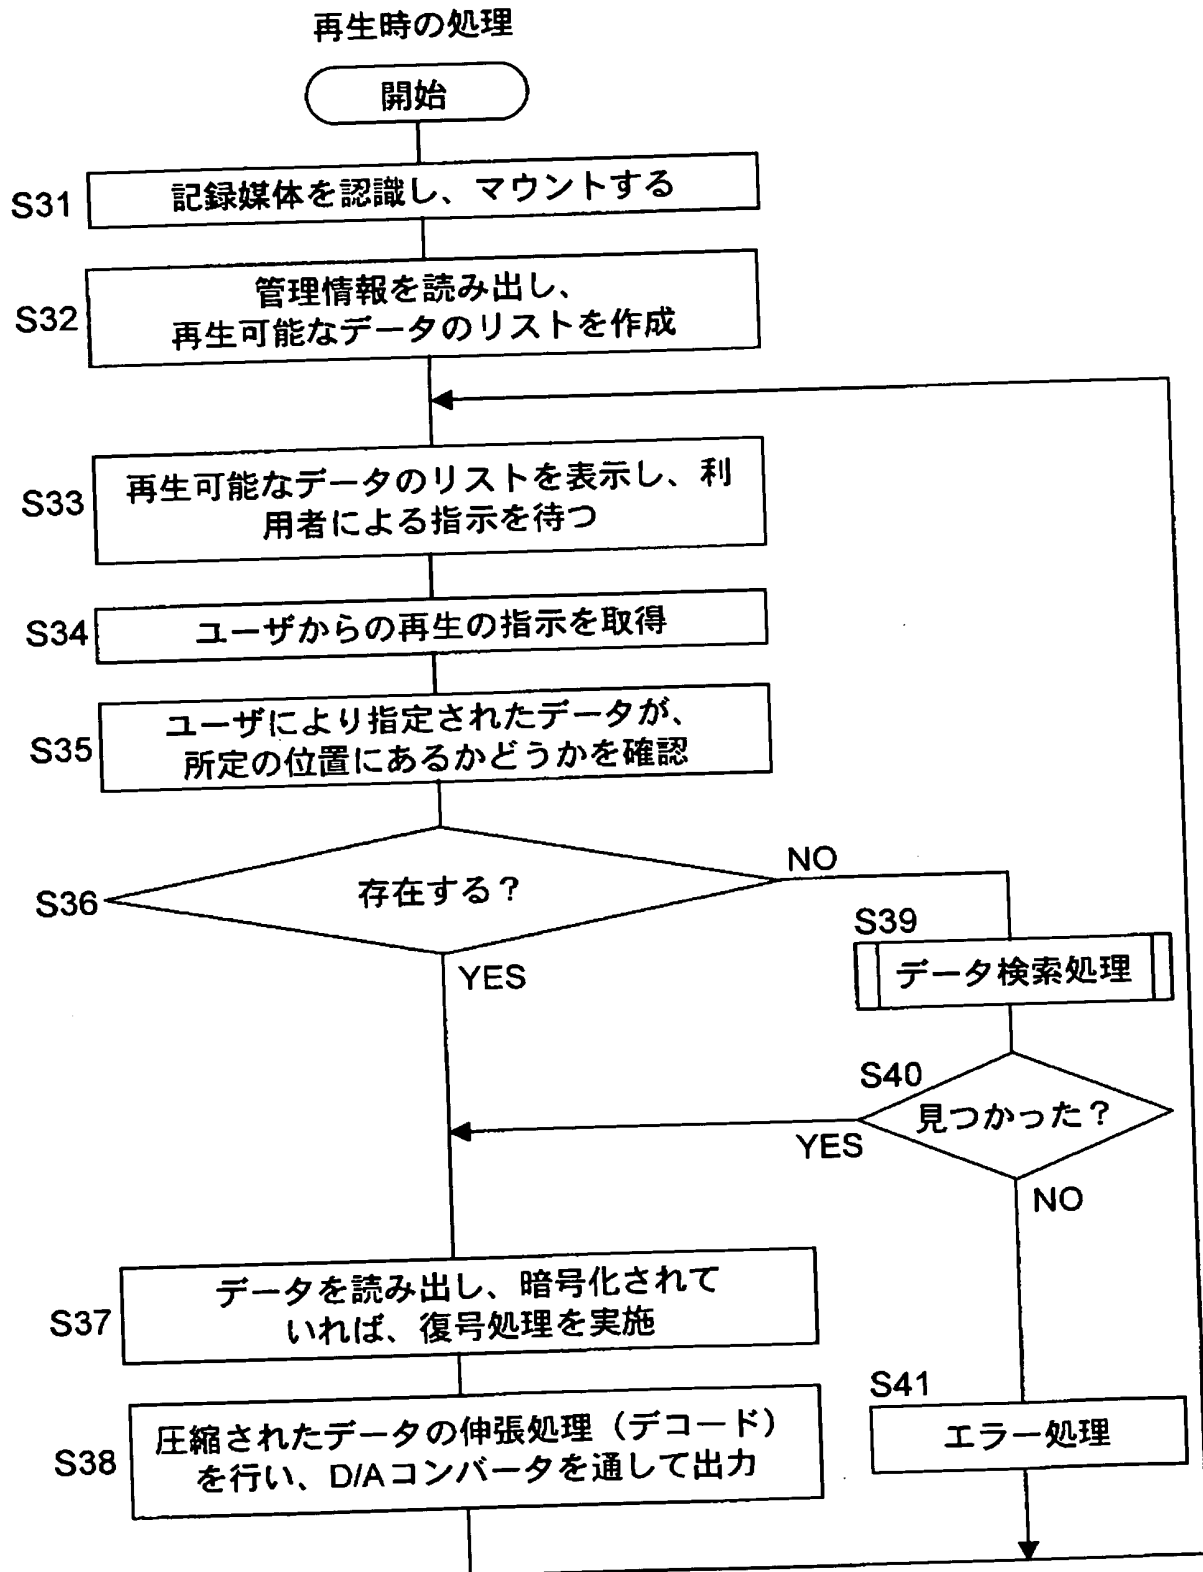 再生時の処理
開始
S31
記録媒体を認識し、マウントする
S32
管理情報を読み出し、
再生可能なデータのリストを作成
S33
再生可能なデータのリストを表示し、利
用者による指示を待つ
S34
ユーザからの再生の指示を取得
S35
ユーザにより指定されたデータが、
所定の位置にあるかどうかを確認
S36
存在する?
NO
YES
S39
データ検索処理
S40
見つかった?
YES
NO
S37
データを読み出し、暗号化されて
いれば、復号処理を実施
S38
圧縮されたデータの伸張処理(デコード)
を行い、D/Aコンバータを通して出力
S41
エラー処理